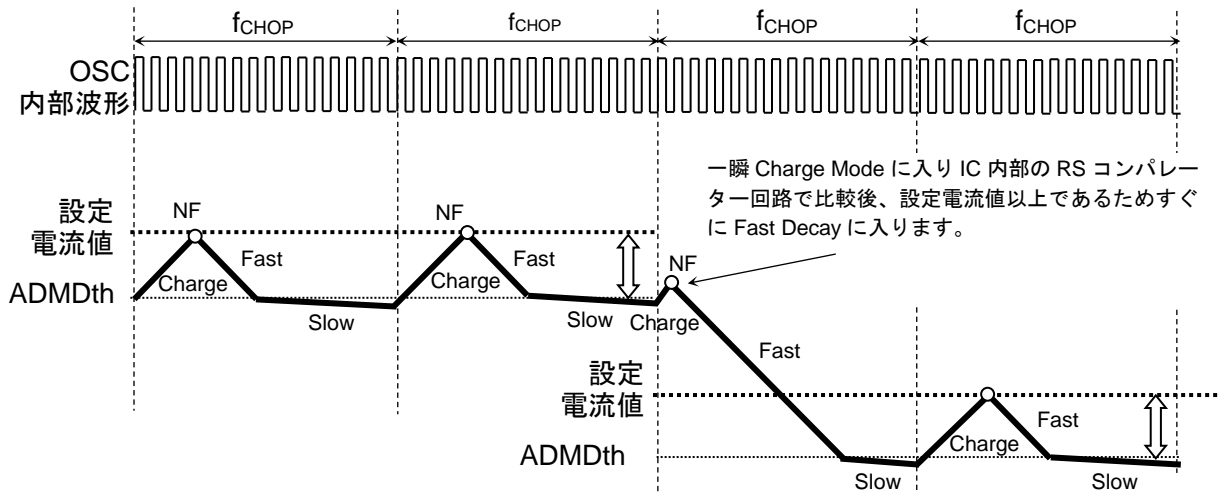 fCHOP fCHOP fCHOP fCHOP
OSC
内部波形
一瞬 Charge Mode に入り IC 内部の RS コンパレー
ター回路で比較後、設定電流値以上であるためすぐ
に Fast Decay に入ります。
設定
電流値
NF
NF
Fast
Fast
NF
Charge
Charge
ADMDth
Slow
Slow
Charge
Fast
設定
電流値
Fast
Charge
ADMDth
Slow
Slow